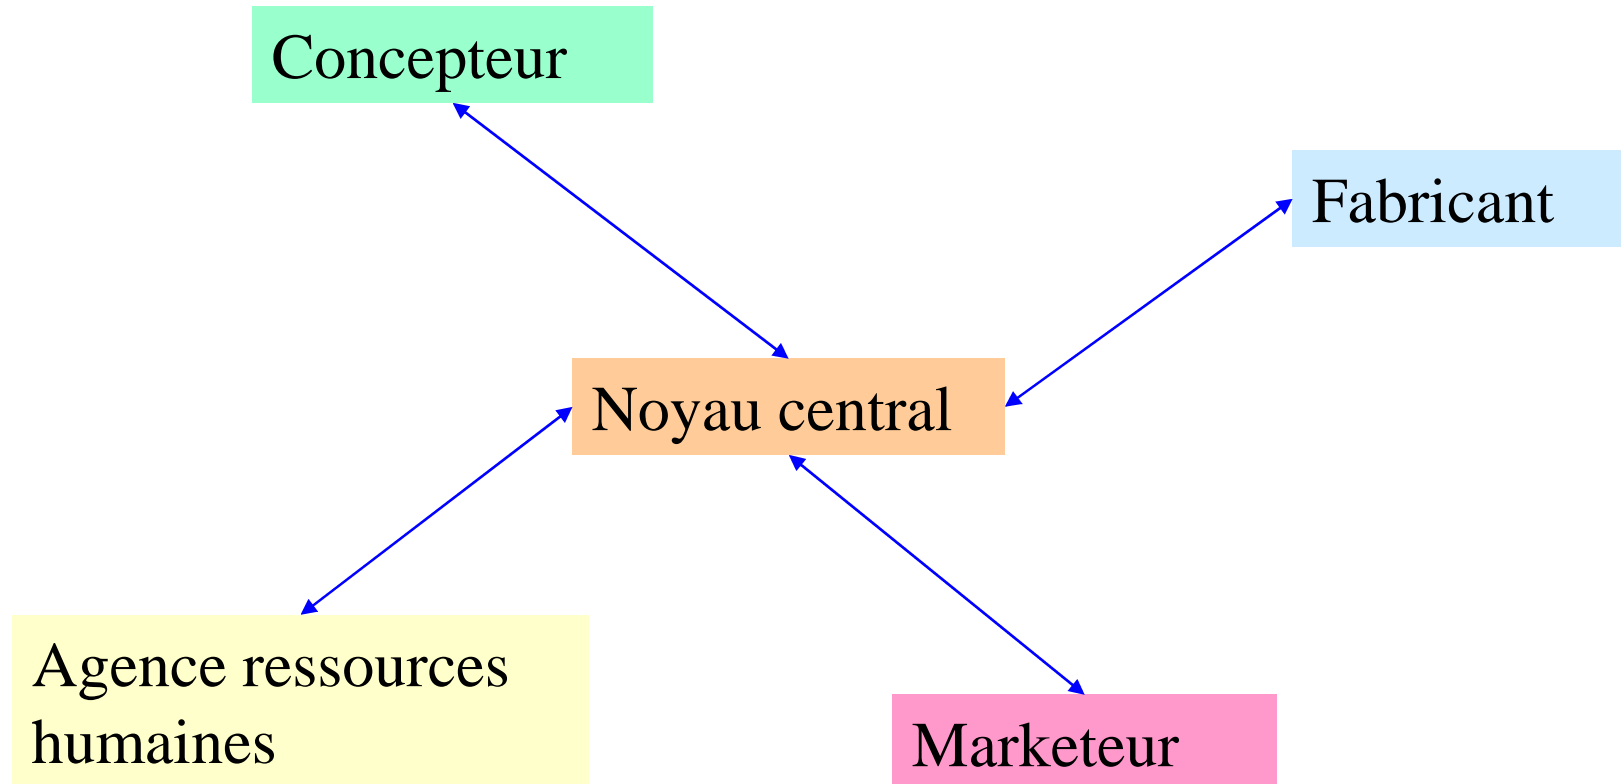 Concepteur
Fabricant
Noyau central
Agence ressources
humaines
Marketeur